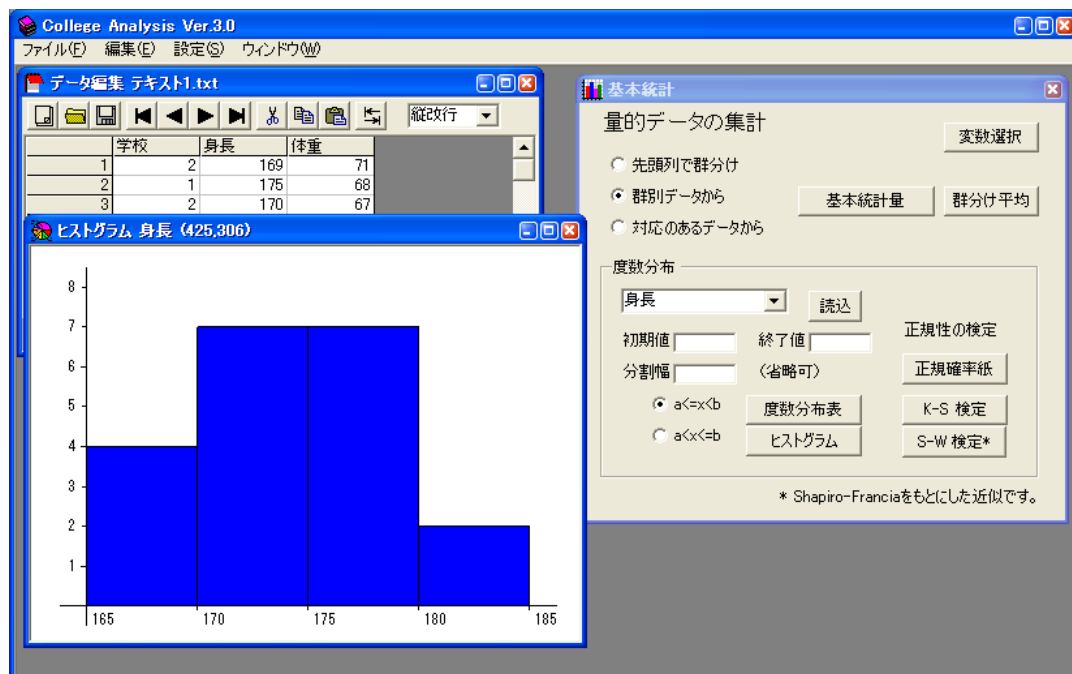 College Analysis Ver.3.0
ファイル(F) 編集(E) 設定(S) ウィンドウ(W)
データ編集 テキスト1.txt
縦改行
学校 身長 体重
1 2 169 71
2 1 175 68
3 2 170 67
ヒストグラム 身長 (425,306)
8
7
6
5
4
3
2
1
165 170 175 180 185
基本統計
量的データの集計
変数選択
先頭列で群分け
群別データから
基本統計量 群分け平均
対応のあるデータから
度数分布
身長 読込
初期値 終了値
正規性の検定
分割幅 (省略可)
正規確率紙
a<=x<b 度数分布表 K-S 検定
a<x<=b ヒストグラム S-W 検定*
* Shapiro-Franciaをもとにした近似です。